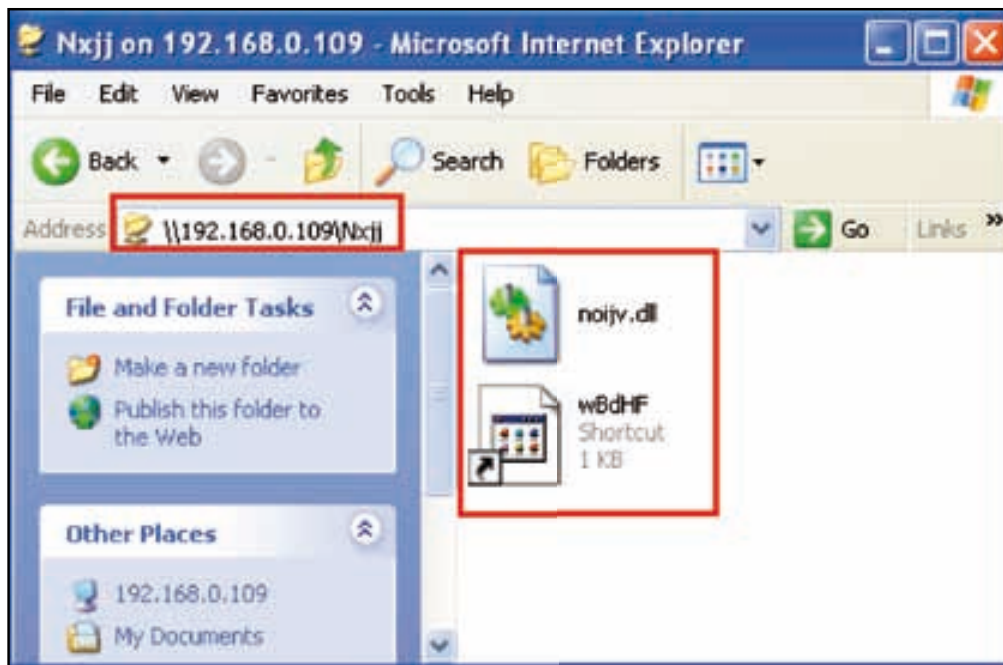 Nxjj on 192.168.0.109 - Microsoft Internet Explorer
File Edit View Favorites Tools Help
Back Search Folders
Address \\192.168.0.109\Nxjj Go Links »
File and Folder Tasks
Make a new folder
Publish this folder to
the Web
Other Places
192.168.0.109
My Documents
noijv.dll
wBdHF
Shortcut
1 KB